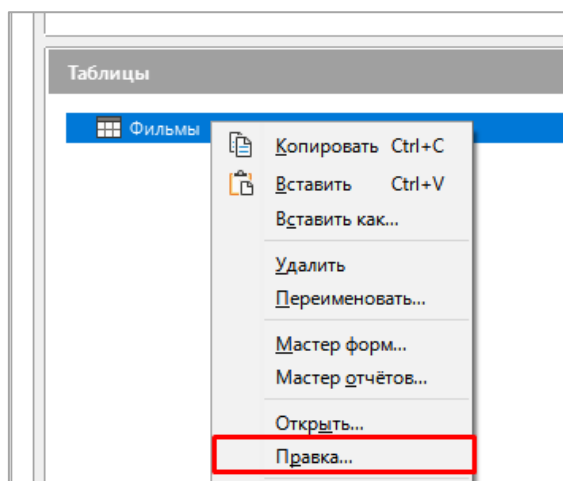 Таблицы
Фильмы
Копировать Ctrl+C
Вставить Ctrl+V
Вставить как...
Удалить
Переименовать...
Мастер форм...
Мастер отчётов...
Открыть...
Правка...